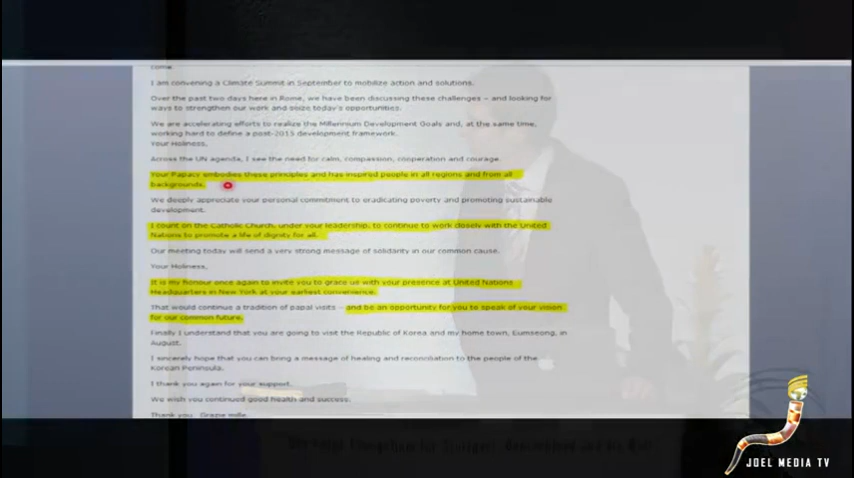 come.
I am convening a Climate Summit in September to mobilize action and solutions.
Over the past two days here in Rome, we have been discussing these challenges – and looking for
ways to strengthen our work and seize today's opportunities.
We are accelerating efforts to realize the Millennium Development Goals and, at the same time,
working hard to define a post-2015 development framework.
Your Holiness,
Across the UN agenda, I see the need for calm, compassion, cooperation and courage.
Your Papacy embodies these principles and has inspired people in all regions and from all
backgrounds.
We deeply appreciate your personal commitment to eradicating poverty and promoting sustainable
development.
I count on the Catholic Church, under your leadership, to continue to work closely with the United
Nations to promote a life of dignity for all.
Our meeting today will send a very strong message of solidarity in our common cause.
Your Holiness,
It is my honour once again to invite you to grace us with your presence at United Nations
Headquarters in New York at your earliest convenience.
That would continue a tradition of papal visits – and be an opportunity for you to speak of your vision
for our common future.
Finally I understand that you are going to visit the Republic of Korea and my home town, Eumseong, in
August.
I sincerely hope that you can bring a message of healing and reconciliation to the people of the
Korean Peninsula.
I thank you again for your support.
We wish you continued good health and success.
Thank you. Grazie mille.
JOEL MEDIA TV